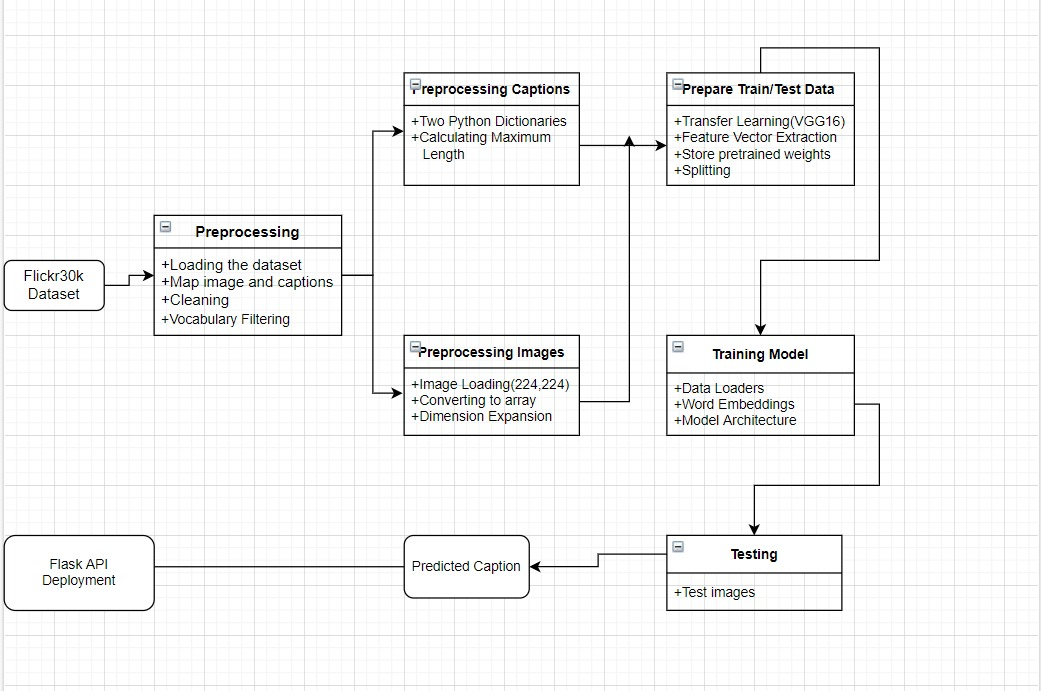 Flickr30k
Dataset
Preprocessing
+Loading the dataset
+Map image and captions
+Cleaning
+Vocabulary Filtering
Preprocessing Captions
+Two Python Dictionaries
+Calculating Maximum
Length
Preprocessing Images
+Image Loading(224,224)
+Converting to array
+Dimension Expansion
Prepare Train/Test Data
+Transfer Learning(VGG16)
+Feature Vector Extraction
+Store pretrained weights
+Splitting
Training Model
+Data Loaders
+Word Embeddings
+Model Architecture
Testing
+Test images
Predicted Caption
Flask API
Deployment